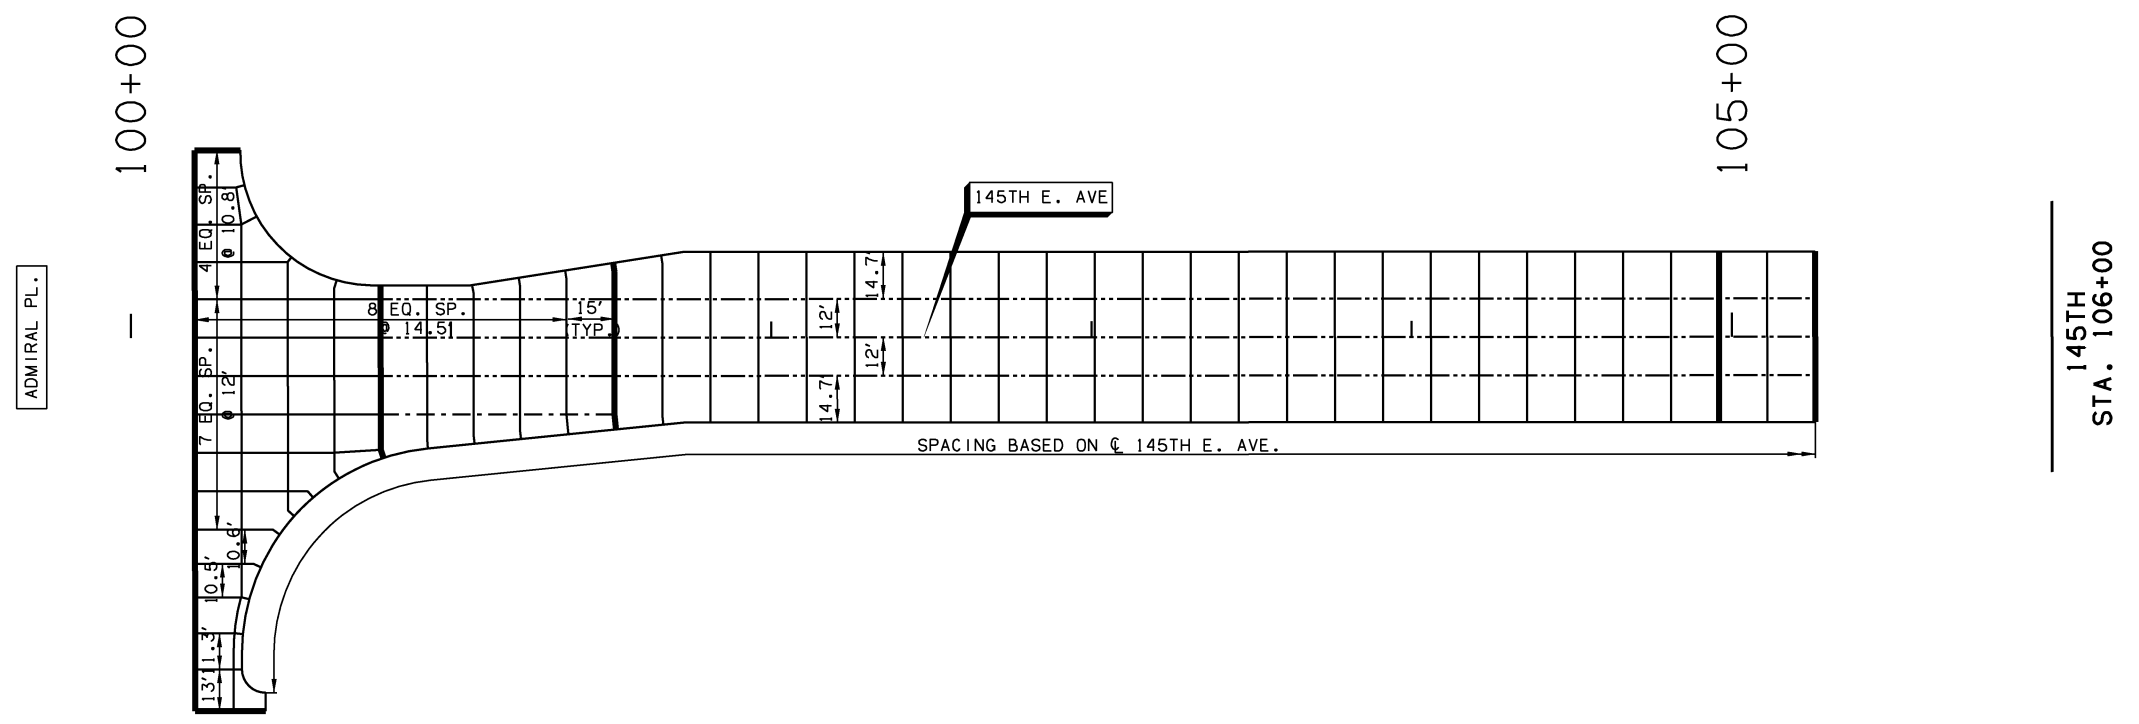 100+00
105+00
ADMIRAL PL.
145TH E. AVE
4 EQ. SP.
@ 10.8'
8 EQ. SP.
@ 14.5'
15'
(TYP.)
7 EQ. SP.
@ 12'
14.7'
12'
12'
14.7'
SPACING BASED ON ℄ 145TH E. AVE.
10.6'
10.5'
11.3'
13'
145TH
STA. 106+00